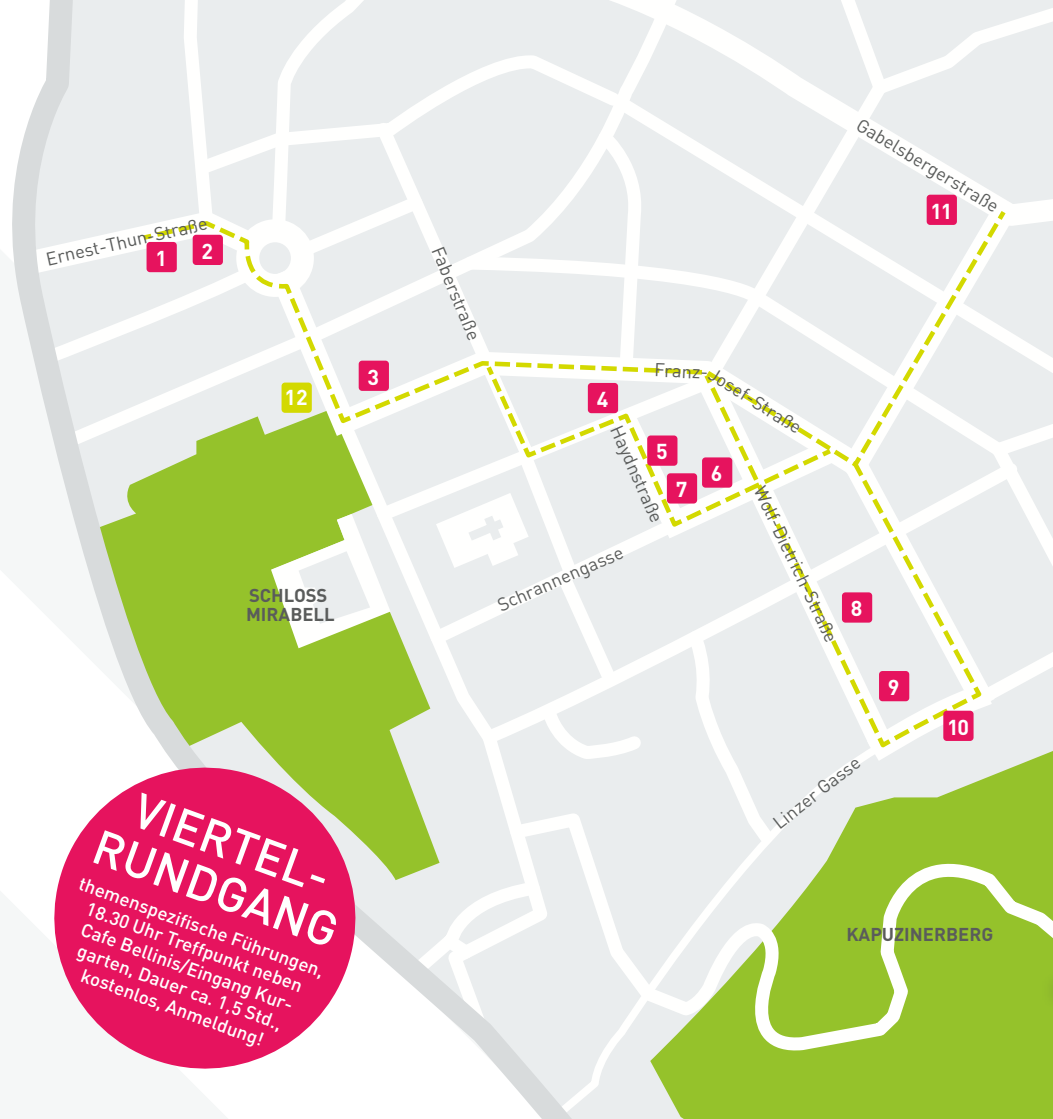 Gabelsbergerstraße
11
Ernest-Thun-Straße
1
2
Faberstraße
3
12
Franz-Josef-Straße
4
Haydnstraße
5
6
7
Wolf-Dietrich-Straße
Schrannengasse
SCHLOSS
MIRABELL
8
9
10
Linzer Gasse
KAPUZINERBERG
VIERTEL-
RUNDGANG
themenspezifische Führungen,
18.30 Uhr Treffpunkt neben
Cafe Bellinis/Eingang Kur-
garten, Dauer ca. 1,5 Std.,
kostenlos, Anmeldung!